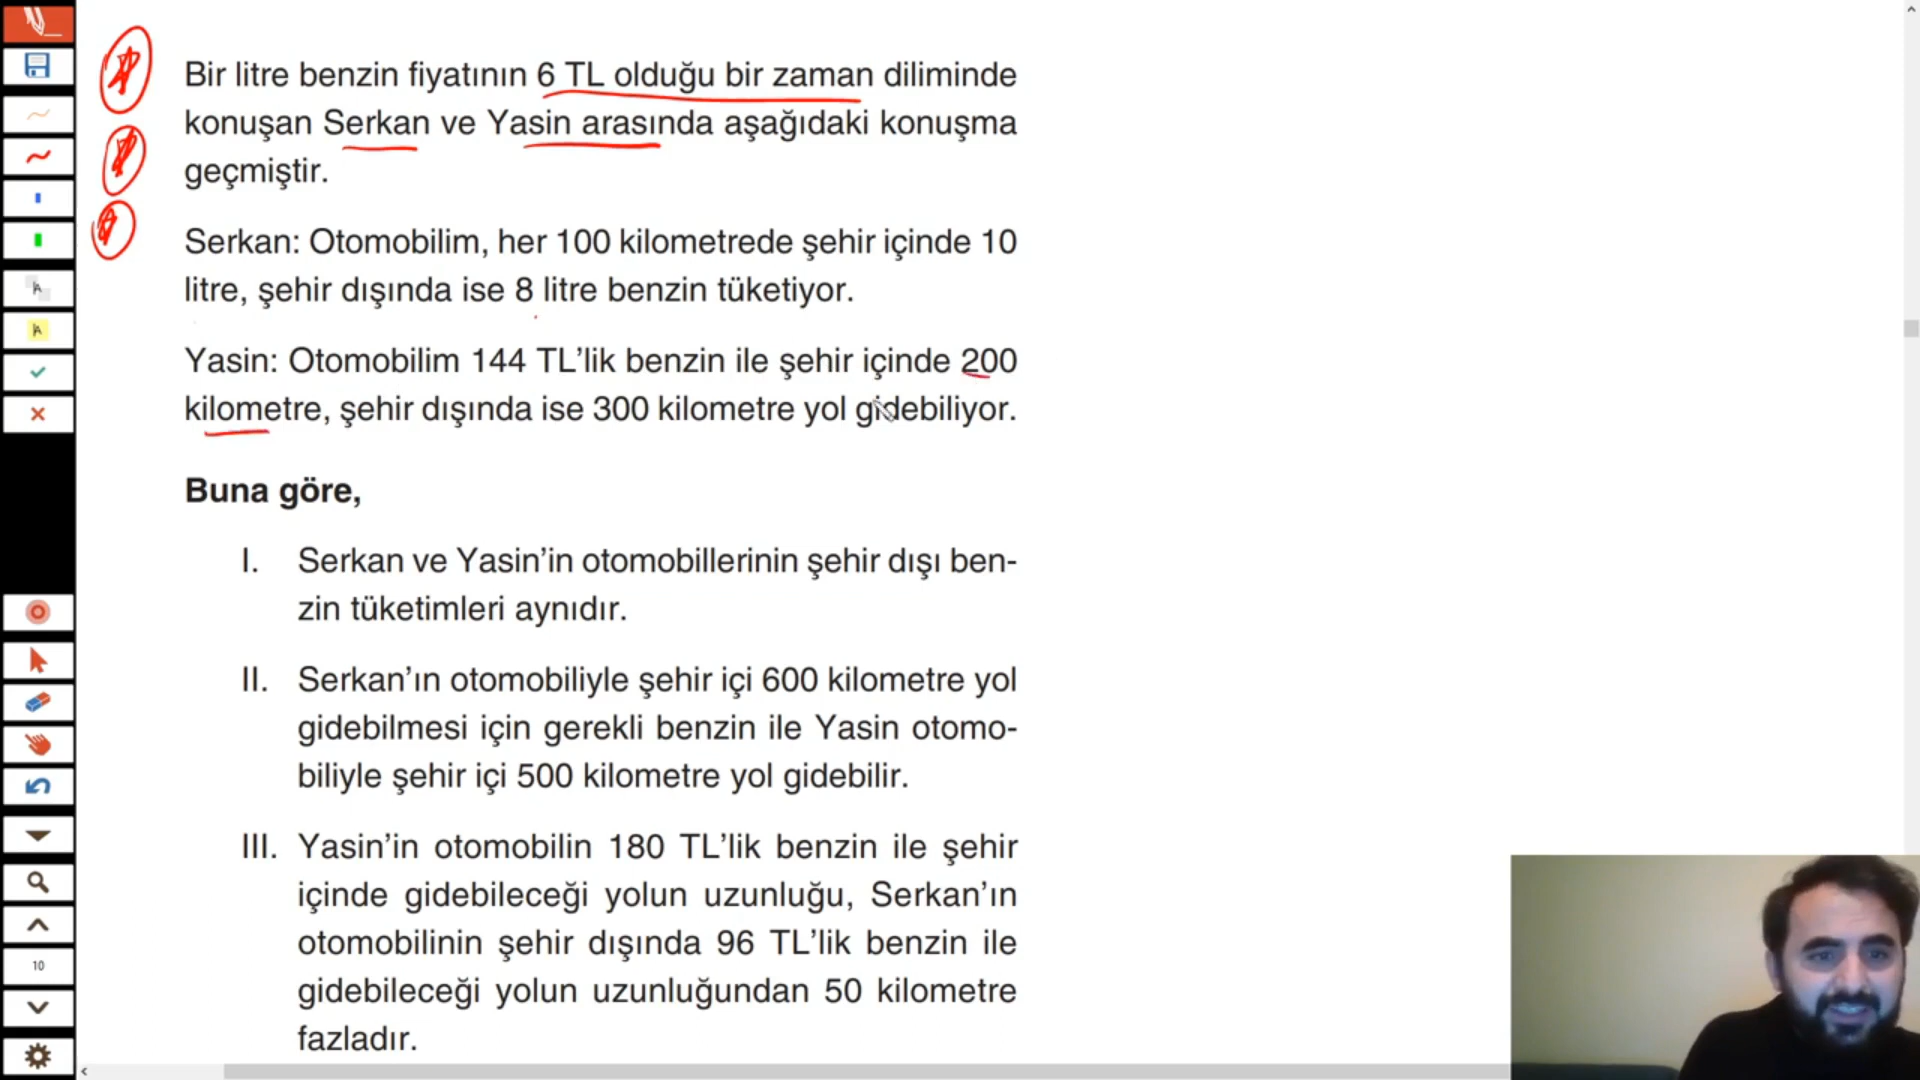 Bir litre benzin fiyatının 6 TL olduğu bir zaman diliminde
konuşan Serkan ve Yasin arasında aşağıdaki konuşma
geçmiştir.
Serkan: Otomobilim, her 100 kilometrede şehir içinde 10
litre, şehir dışında ise 8 litre benzin tüketiyor.
Yasin: Otomobilim 144 TL’lik benzin ile şehir içinde 200
kilometre, şehir dışında ise 300 kilometre yol gidebiliyor.
Buna göre,
I. Serkan ve Yasin’in otomobillerinin şehir dışı ben-
zin tüketimleri aynıdır.
II. Serkan’ın otomobiliyle şehir içi 600 kilometre yol
gidebilmesi için gerekli benzin ile Yasin otomo-
biliyle şehir içi 500 kilometre yol gidebilir.
III. Yasin’in otomobilin 180 TL’lik benzin ile şehir
içinde gidebileceği yolun uzunluğu, Serkan’ın
otomobilinin şehir dışında 96 TL’lik benzin ile
gidebileceği yolun uzunluğundan 50 kilometre
fazladır.
10